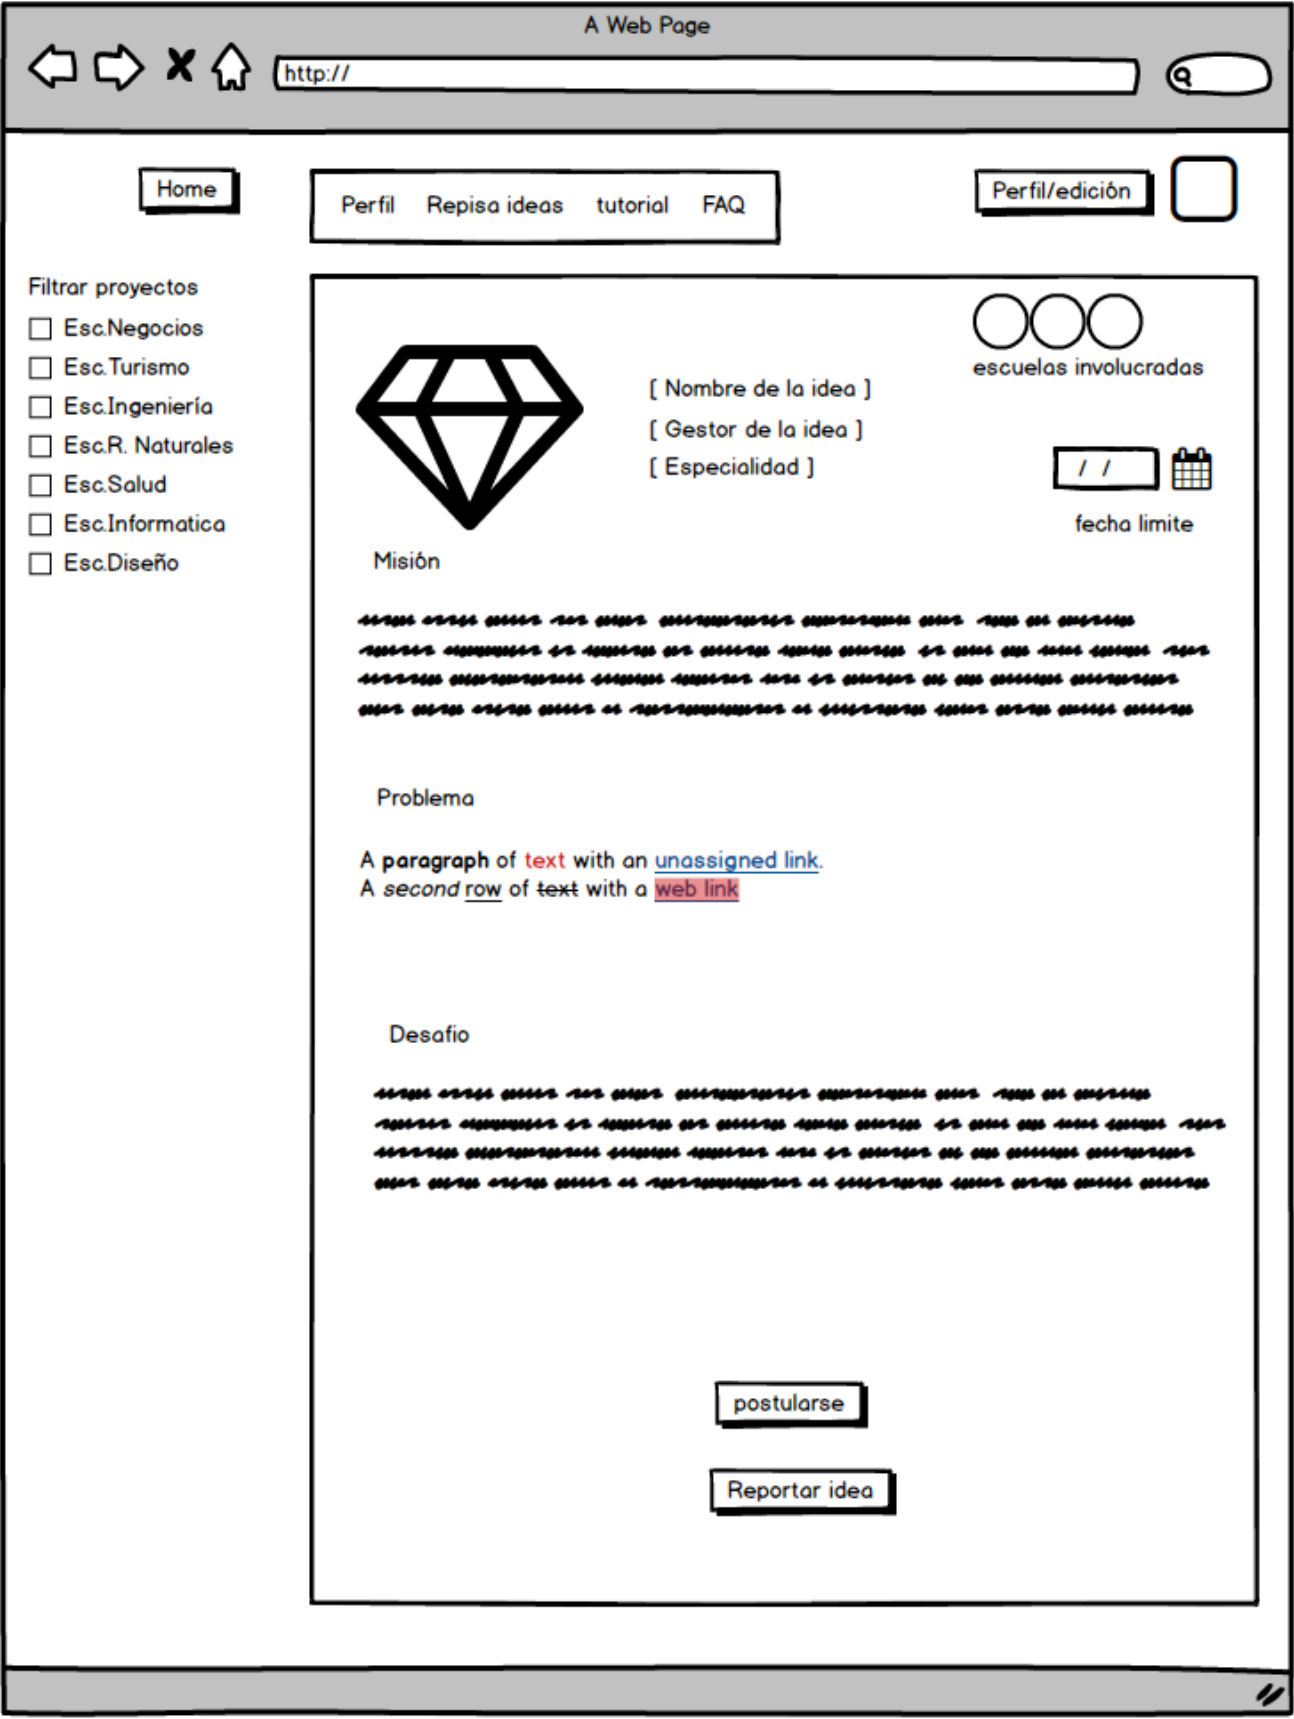 A Web Page
http://
Home
Perfil Repisa ideas tutorial FAQ
Perfil/edición
Filtrar proyectos
Esc.Negocios
Esc.Turismo
Esc.Ingeniería
Esc.R. Naturales
Esc.Salud
Esc.Informatica
Esc.Diseño
escuelas involucradas
[ Nombre de la idea ]
[ Gestor de la idea ]
[ Especialidad ]
/ /
fecha limite
Misión
Problema
A paragraph of text with an unassigned link.
A second row of text with a web link
Desafio
postularse
Reportar idea